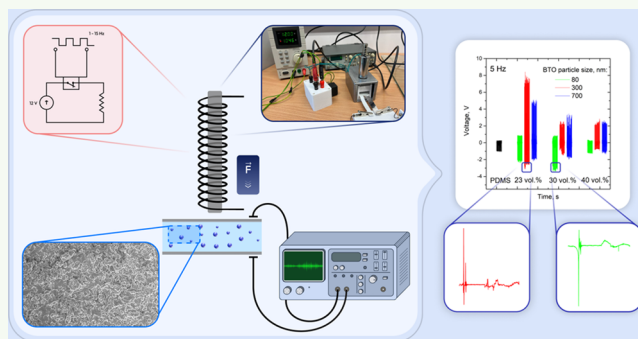 1 - 15 Hz
12 V
F
5 Hz
BTO particle size, nm:
80
300
700
Voltage, V
10
8
6
4
2
0
-2
-4
-6
PDMS
23 vol.%
30 vol.%
40 vol.%
Time, s